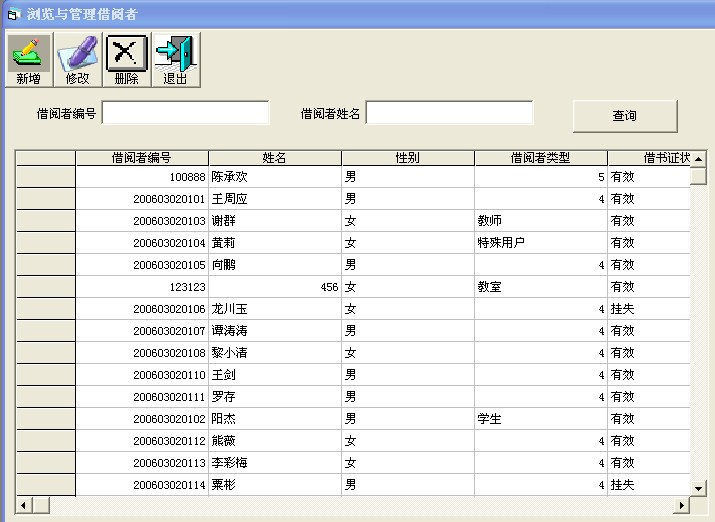 浏览与管理借阅者
新增 修改 删除 退出
借阅者编号 借阅者姓名 查询
借阅者编号 姓名 性别 借阅者类型 借书证状
100888 陈承欢 男 5 有效
200603020101 王周应 男 4 有效
200603020103 谢群 女 教师 有效
200603020104 黄莉 女 特殊用户 有效
200603020105 向鹏 男 4 有效
123123 456 女 教室 有效
200603020106 龙川玉 女 4 挂失
200603020107 谭涛涛 男 4 有效
200603020108 黎小清 女 4 有效
200603020110 王剑 男 4 有效
200603020111 罗存 男 4 有效
200603020102 阳杰 男 学生 有效
200603020112 熊薇 女 4 有效
200603020113 李彩梅 女 4 有效
200603020114 粟彬 男 4 挂失